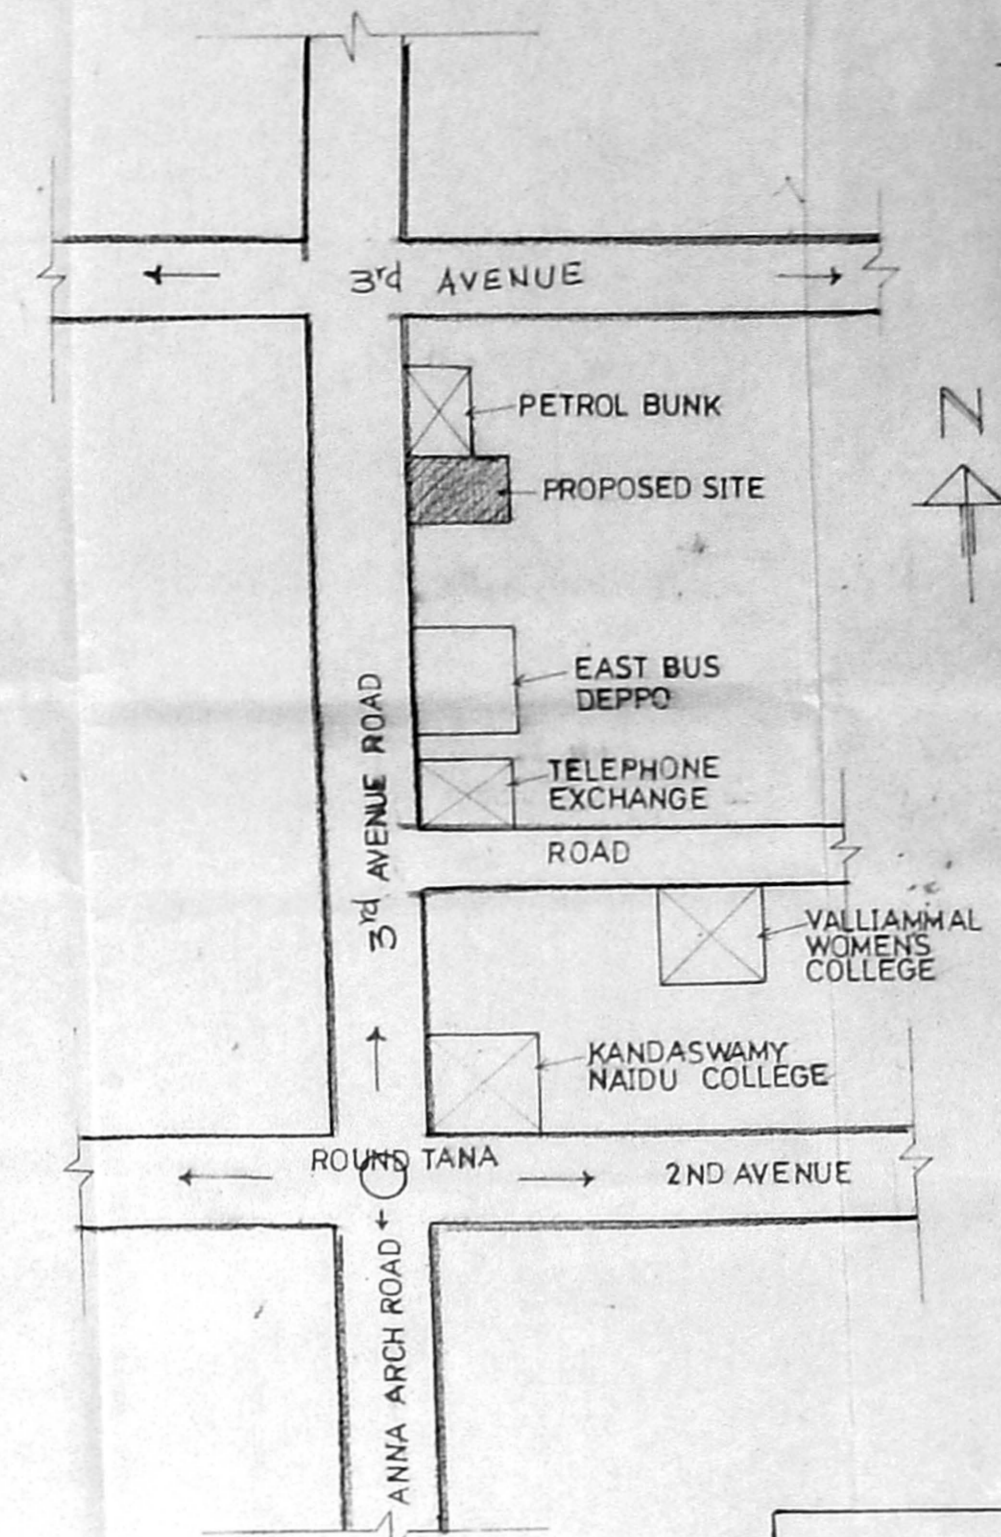 3rd AVENUE
PETROL BUNK
N
PROPOSED SITE
EAST BUS
DEPPO
3rd AVENUE ROAD
TELEPHONE
EXCHANGE
ROAD
VALLIAMMAL
WOMEN'S
COLLEGE
KANDASWAMY
NAIDU COLLEGE
ROUND TANA
2ND AVENUE
ANNA ARCH ROAD